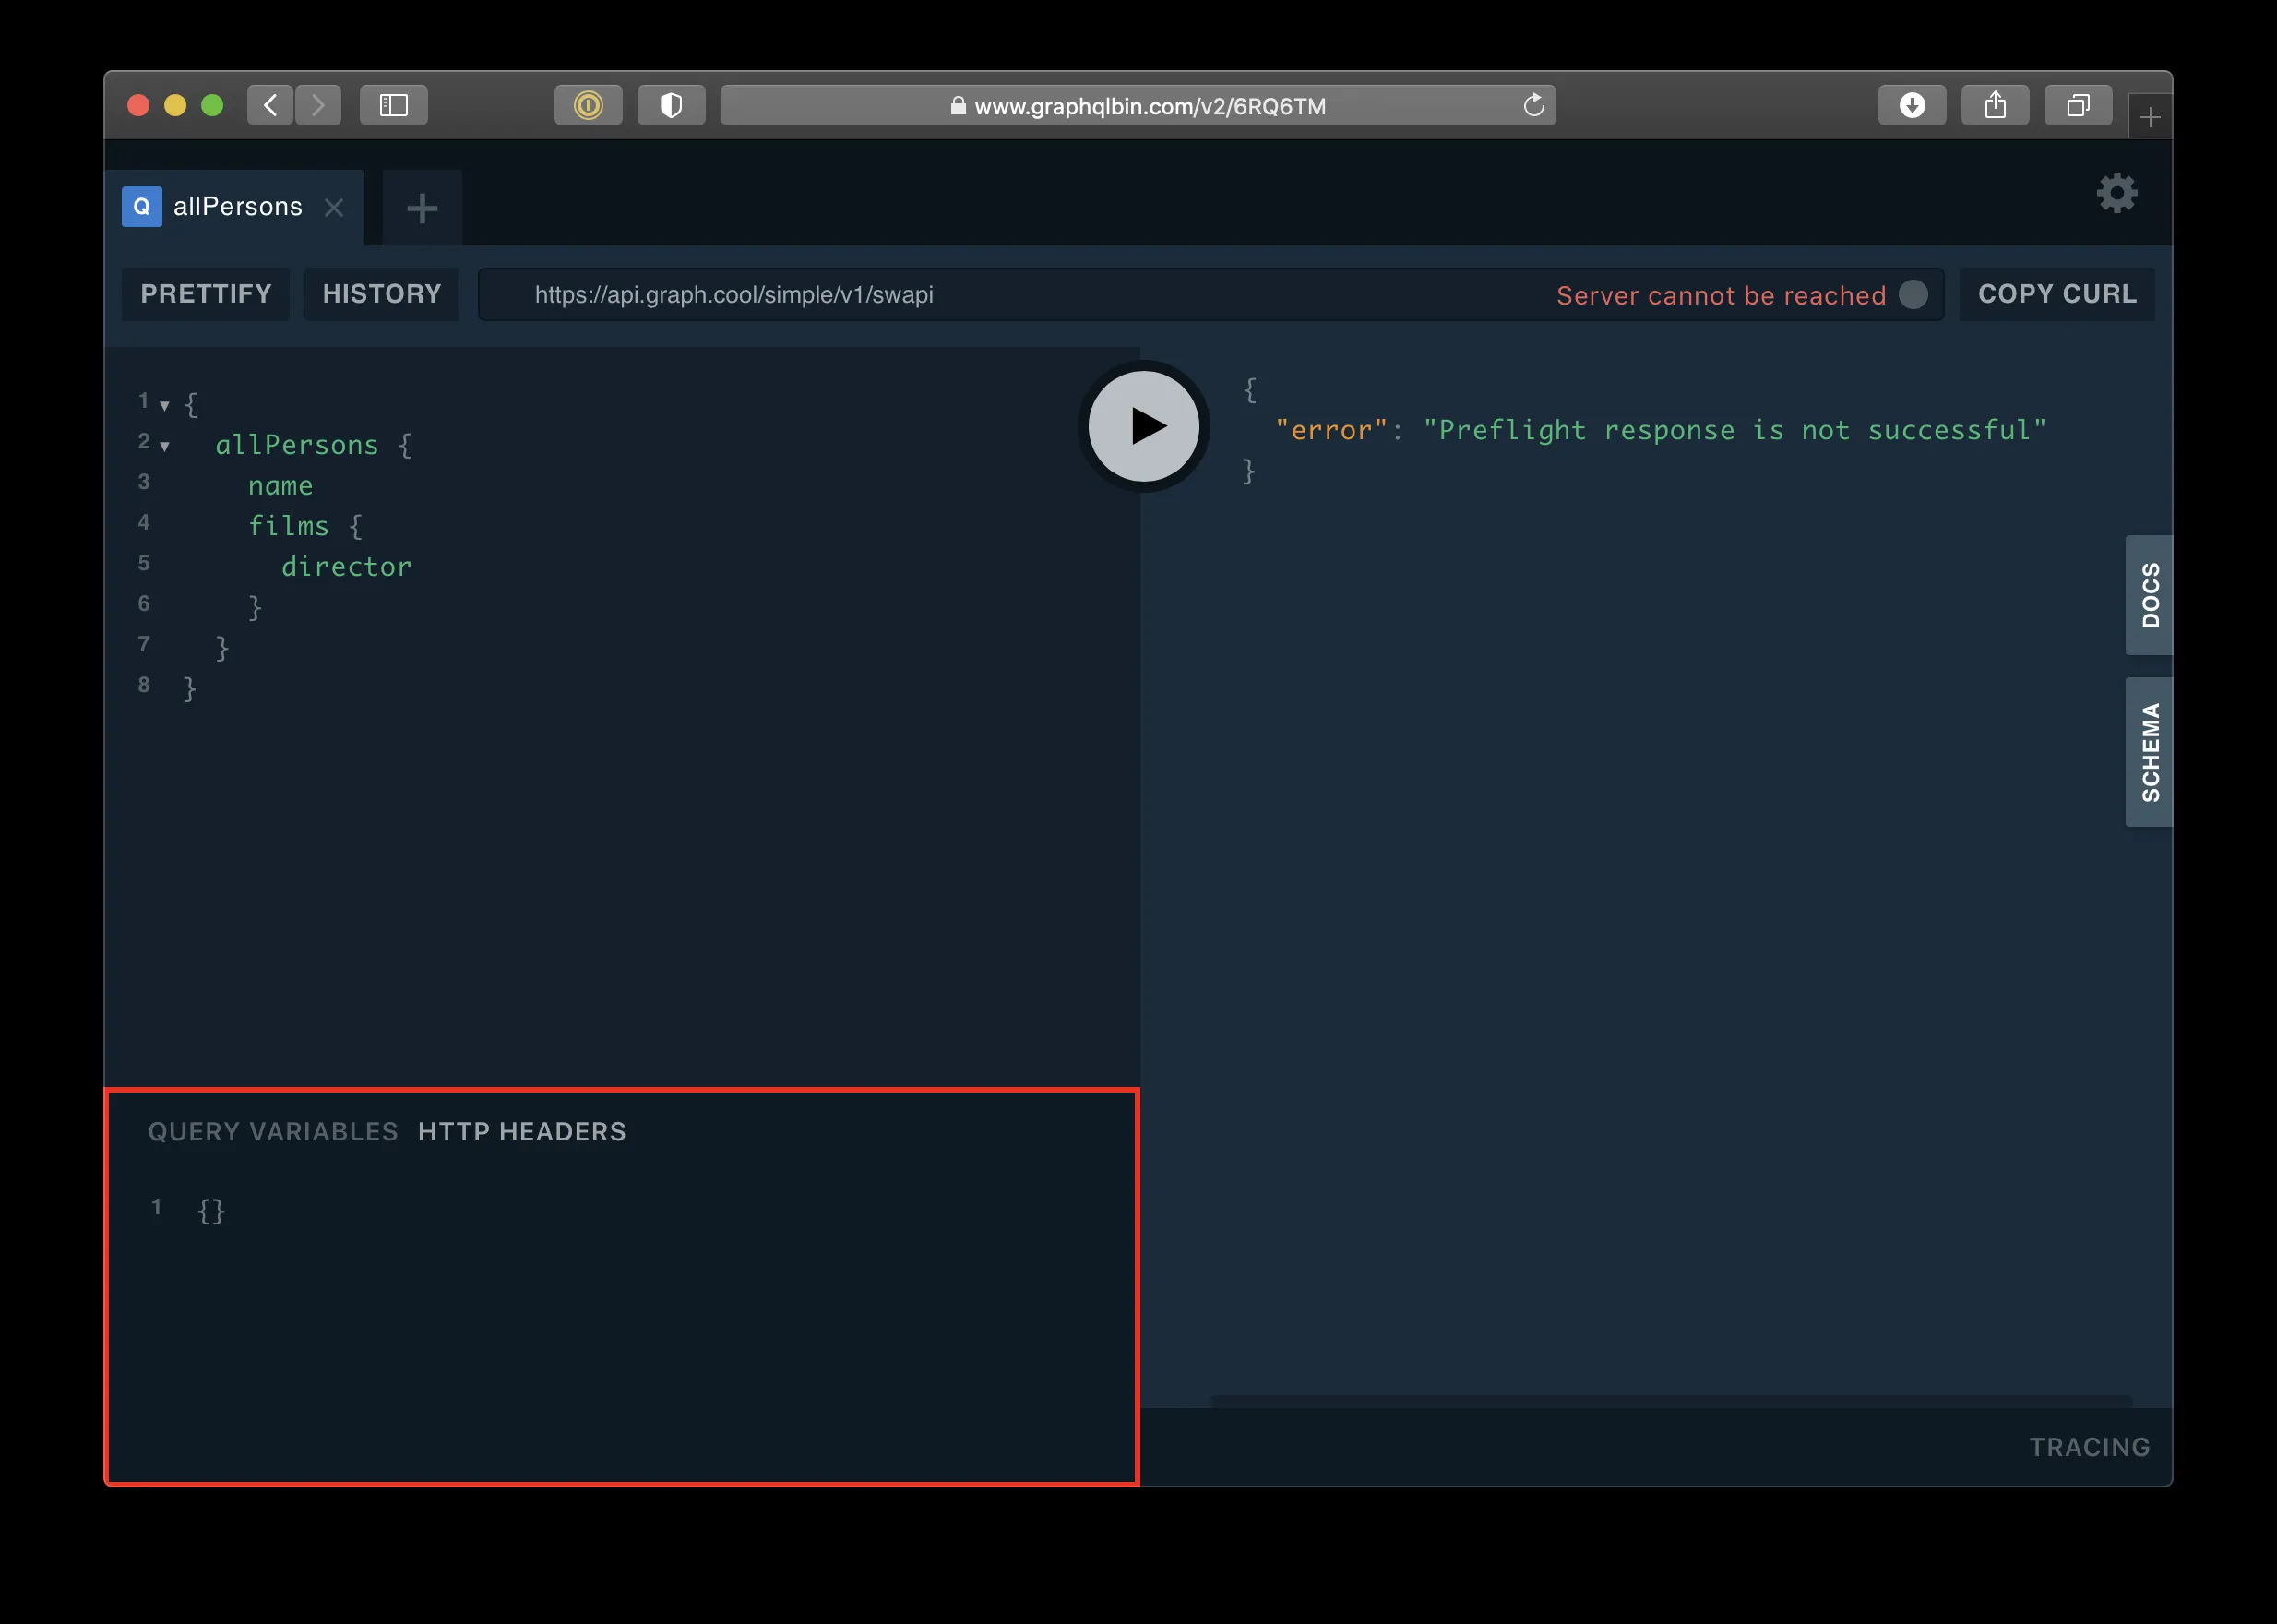 www.graphqlbin.com/v2/6RQ6TM
Q allPersons
PRETTIFY HISTORY https://api.graph.cool/simple/v1/swapi Server cannot be reached COPY CURL
1 {
2 allPersons {
3 name
4 films {
5 director
6 }
7 }
8 }
{
"error": "Preflight response is not successful"
}
DOCS
SCHEMA
QUERY VARIABLES HTTP HEADERS
1 {}
TRACING